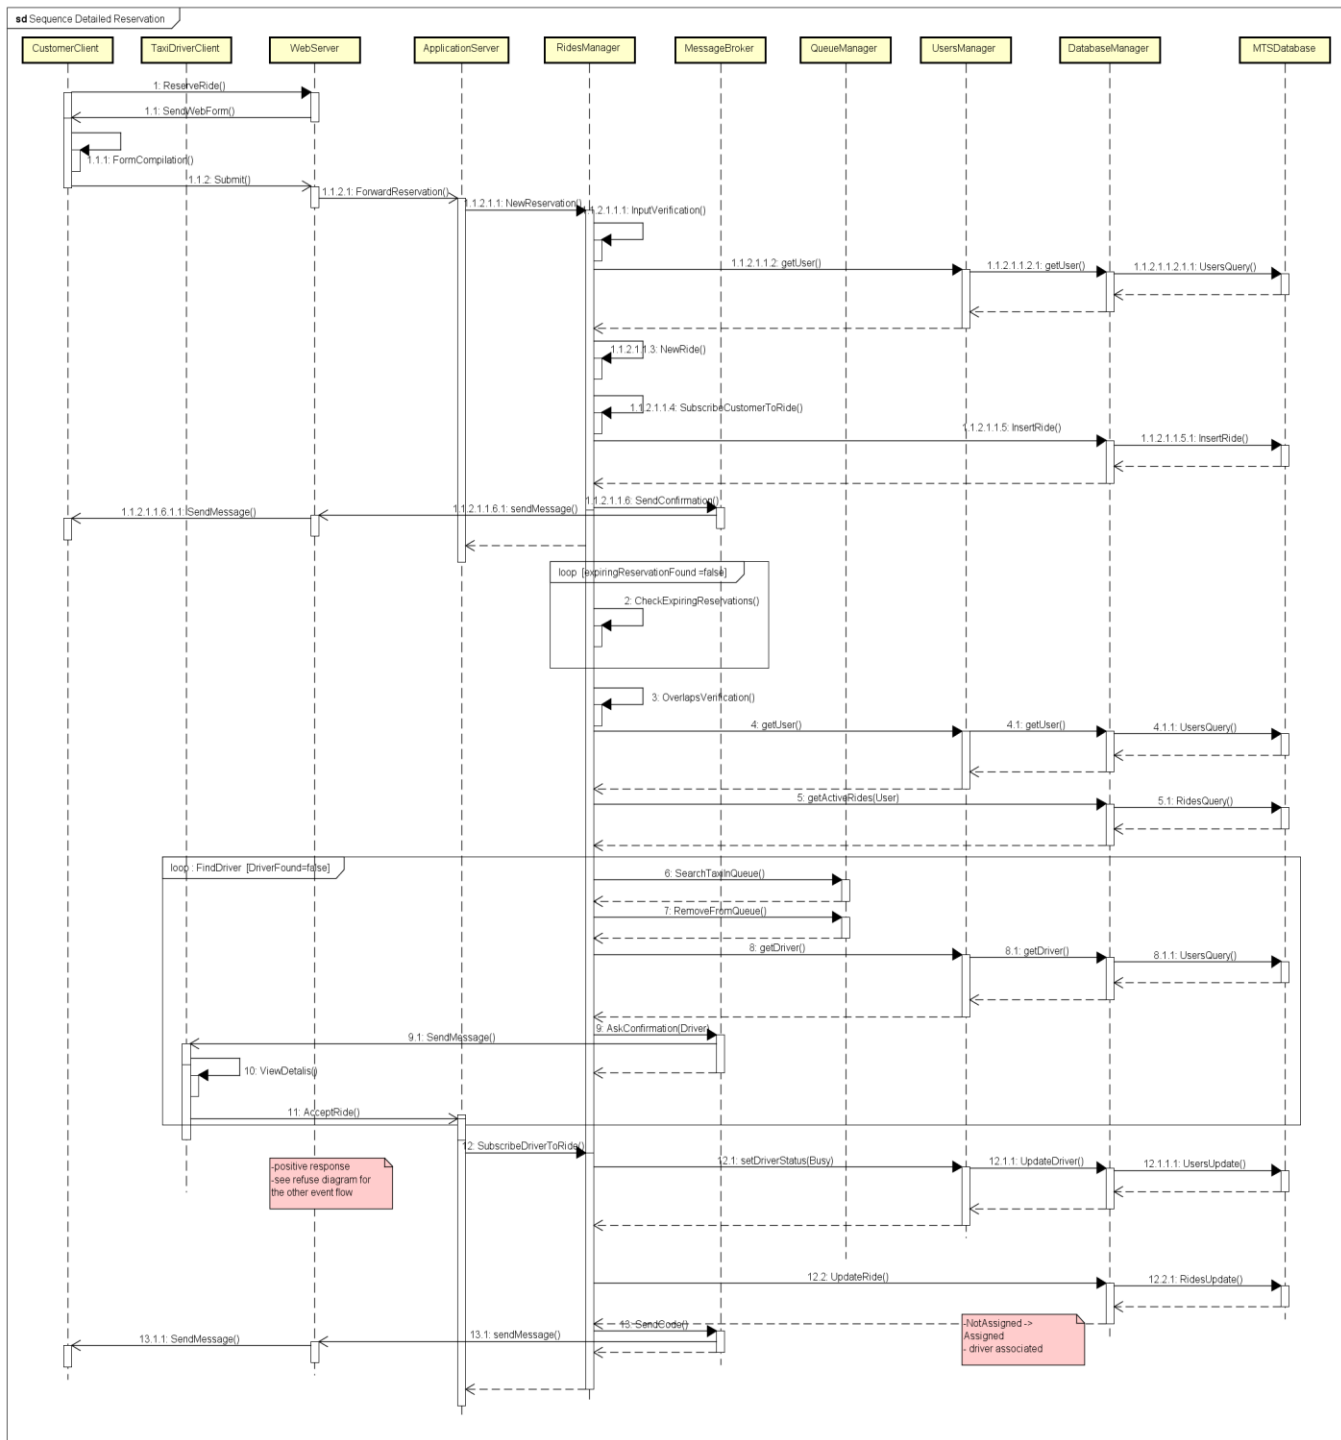 sd Sequence Detailed Reservation
CustomerClient
TaxiDriverClient
WebServer
ApplicationServer
RidesManager
MessageBroker
QueueManager
UsersManager
DatabaseManager
MTSDatabase
1: ReserveRide()
1.1: SendWebForm()
1.1.1: FormCompilation()
1.1.2: Submit()
1.1.2.1: ForwardReservation()
1.1.2.1.1: NewReservation()
1.1.2.1.1.1: InputVerification()
1.1.2.1.1.2: getUser()
1.1.2.1.1.2.1: getUser()
1.1.2.1.1.2.1.1: UsersQuery()
1.1.2.1.1.3: NewRide()
1.1.2.1.1.4: SubscribeCustomerToRide()
1.1.2.1.1.5: InsertRide()
1.1.2.1.1.5.1: InsertRide()
1.1.2.1.1.6: SendConfirmation()
1.1.2.1.1.6.1: sendMessage()
1.1.2.1.1.6.1.1: SendMessage()
loop [expiringReservationFound =false]
2: CheckExpiringReservations()
3: OverlapsVerification()
4: getUser()
4.1: getUser()
4.1.1: UsersQuery()
5: getActiveRides(User)
5.1: RidesQuery()
loop : FindDriver [DriverFound=false]
6: SearchTaxiInQueue()
7: RemoveFromQueue()
8: getDriver()
8.1: getDriver()
8.1.1: UsersQuery()
9: AskConfirmation(Driver)
9.1: SendMessage()
10: ViewDetalis()
11: AcceptRide()
12: SubscribeDriverToRide()
12.1: setDriverStatus(Busy)
12.1.1: UpdateDriver()
12.1.1.1: UsersUpdate()
-positive response
-see refuse diagram for
the other event flow
12.2: UpdateRide()
12.2.1: RidesUpdate()
-NotAssigned ->
Assigned
- driver associated
13: SendCode()
13.1: sendMessage()
13.1.1: SendMessage()